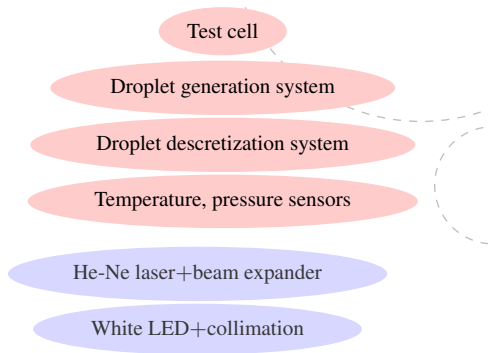 Test cell
Droplet generation system
Droplet descretization system
Temperature, pressure sensors
He-Ne laser+beam expander
White LED+collimation